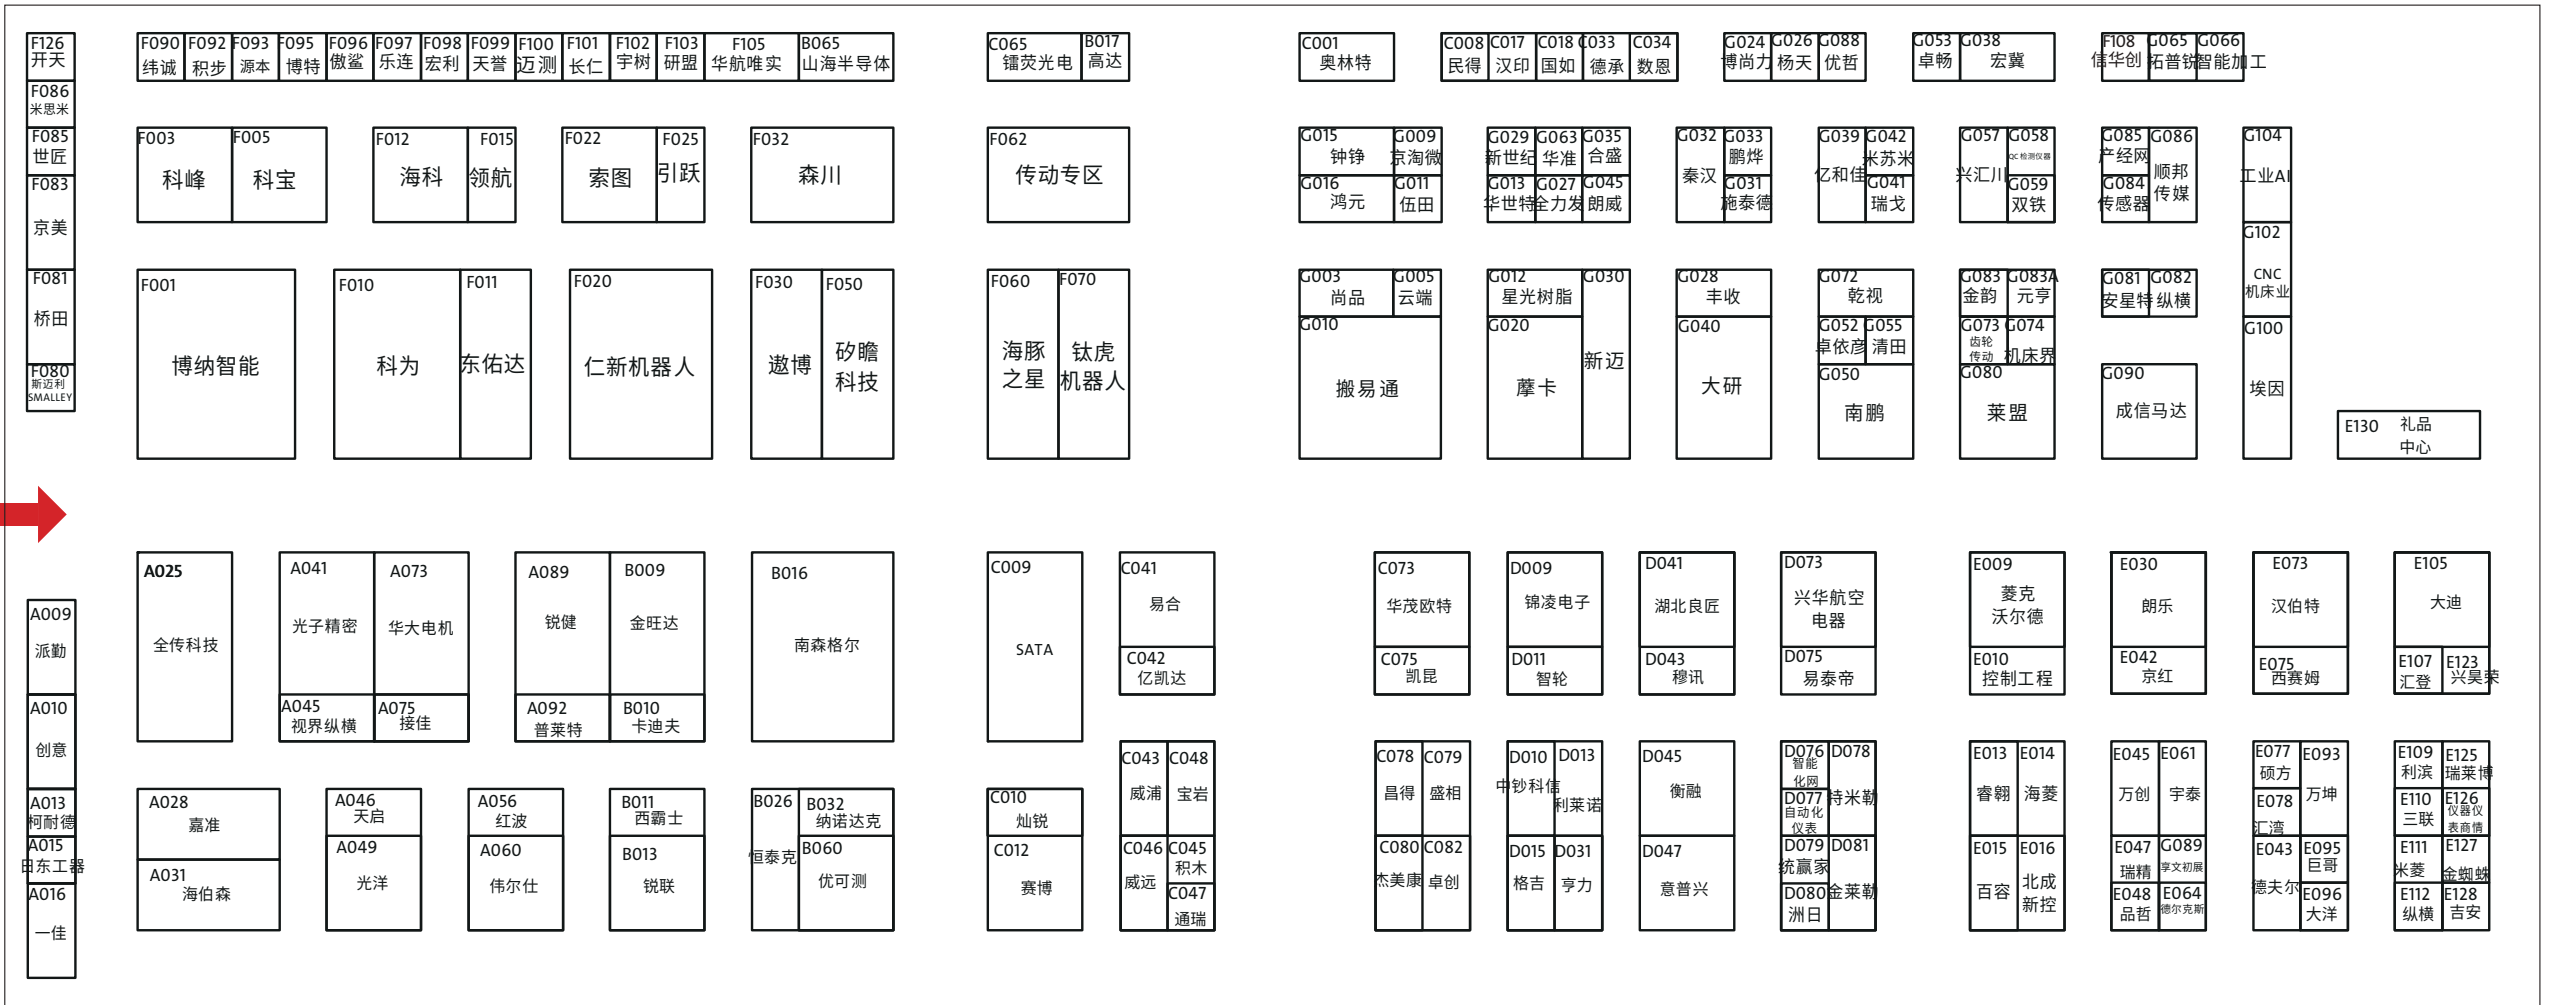 F126
开天
F086
米思米
F085
世匠
F083
京美
F081
桥田
F080
斯迈利
SMALLEY
F090
纬诚
F092
积步
F093
源本
F095
博特
F096
傲鲨
F097
乐连
F098
宏利
F099
天誉
F100
迈测
F101
长仁
F102
宇树
F103
研盟
F105
华航唯实
B065
山海半导体
C065
镭荧光电
B017
高达
C001
奥林特
C008
民得
C017
汉印
C018
国如
C033
德承
C034
数恩
G024
博尚力
G026
杨天
G088
优哲
G053
卓畅
G038
宏冀
F108
信华创
G065
拓普锐
G066
智能加工
F003
科峰
F005
科宝
F012
海科
F015
领航
F022
索图
F025
引跃
F032
森川
F062
传动专区
G015
钟铮
G009
京淘微
G016
鸿元
G011
伍田
G029
新世纪
G063
华准
G035
合盛
G013
华世特
G027
全力发
G045
朗威
G032
秦汉
G033
鹏烨
G031
施泰德
G039
亿和佳
G042
米苏米
G041
瑞戈
G057
兴汇川
G058
QC检测仪器
G059
双铁
G085
产经网
G084
传感器
G086
顺邦
传媒
G104
工业AI
G102
CNC
机床业
G100
埃因
F001
博纳智能
F010
科为
F011
东佑达
F020
仁新机器人
F030
遨博
F050
矽瞻
科技
F060
海豚
之星
F070
钛虎
机器人
G003
尚品
G005
云端
G010
搬易通
G012
星光树脂
G020
藦卡
G030
新迈
G028
丰收
G040
大研
G072
乾视
G052
卓依彦
G055
清田
G050
南鹏
G083
金韵
G083A
元亨
G073
齿轮
传动
G074
机床界
G080
莱盟
G081
安星特
G082
纵横
G090
成信马达
E130 礼品
中心
A009
派勤
A010
创意
A013
柯耐德
A015
日东工器
A016
一佳
A025
全传科技
A041
光子精密
A073
华大电机
A045
视界纵横
A075
接佳
A089
锐健
B009
金旺达
A092
普莱特
B010
卡迪夫
B016
南森格尔
C009
SATA
C041
易合
C042
亿凯达
C073
华茂欧特
C075
凯昆
D009
锦凌电子
D011
智轮
D041
湖北良匠
D043
穆讯
D073
兴华航空
电器
D075
易泰帝
E009
菱克
沃尔德
E010
控制工程
E030
朗乐
E042
京红
E073
汉伯特
E075
西赛姆
E105
大迪
E107
汇登
E123
兴昊荣
A028
嘉准
A031
海伯森
A046
天启
A049
光洋
A056
红波
A060
伟尔仕
B011
西霸士
B013
锐联
B026
恒泰克
B032
纳诺达克
B060
优可测
C010
灿锐
C012
赛博
C043
威浦
C048
宝岩
C046
威远
C045
积木
C047
通瑞
C078
昌得
C079
盛相
C080
杰美康
C082
卓创
D010
中钞科信
D013
利莱诺
D015
格吉
D031
亨力
D045
衡融
D047
意普兴
D076
智能
化网
D077
自动化
仪表
D078
特米勒
D079
统赢家
D080
洲日
D081
金莱勒
E013
睿翱
E014
海菱
E015
百容
E016
北成
新控
E045
万创
E061
宇泰
E047
瑞精
G089
享文初展
E048
品哲
E064
德尔克斯
E077
硕方
E078
汇湾
E093
万坤
E043
德夫尔
E095
巨哥
E096
大洋
E109
利滨
E125
瑞莱博
E110
三联
E126
仪器仪
表商情
E111
米菱
E127
金蜘蛛
E112
纵横
E128
吉安